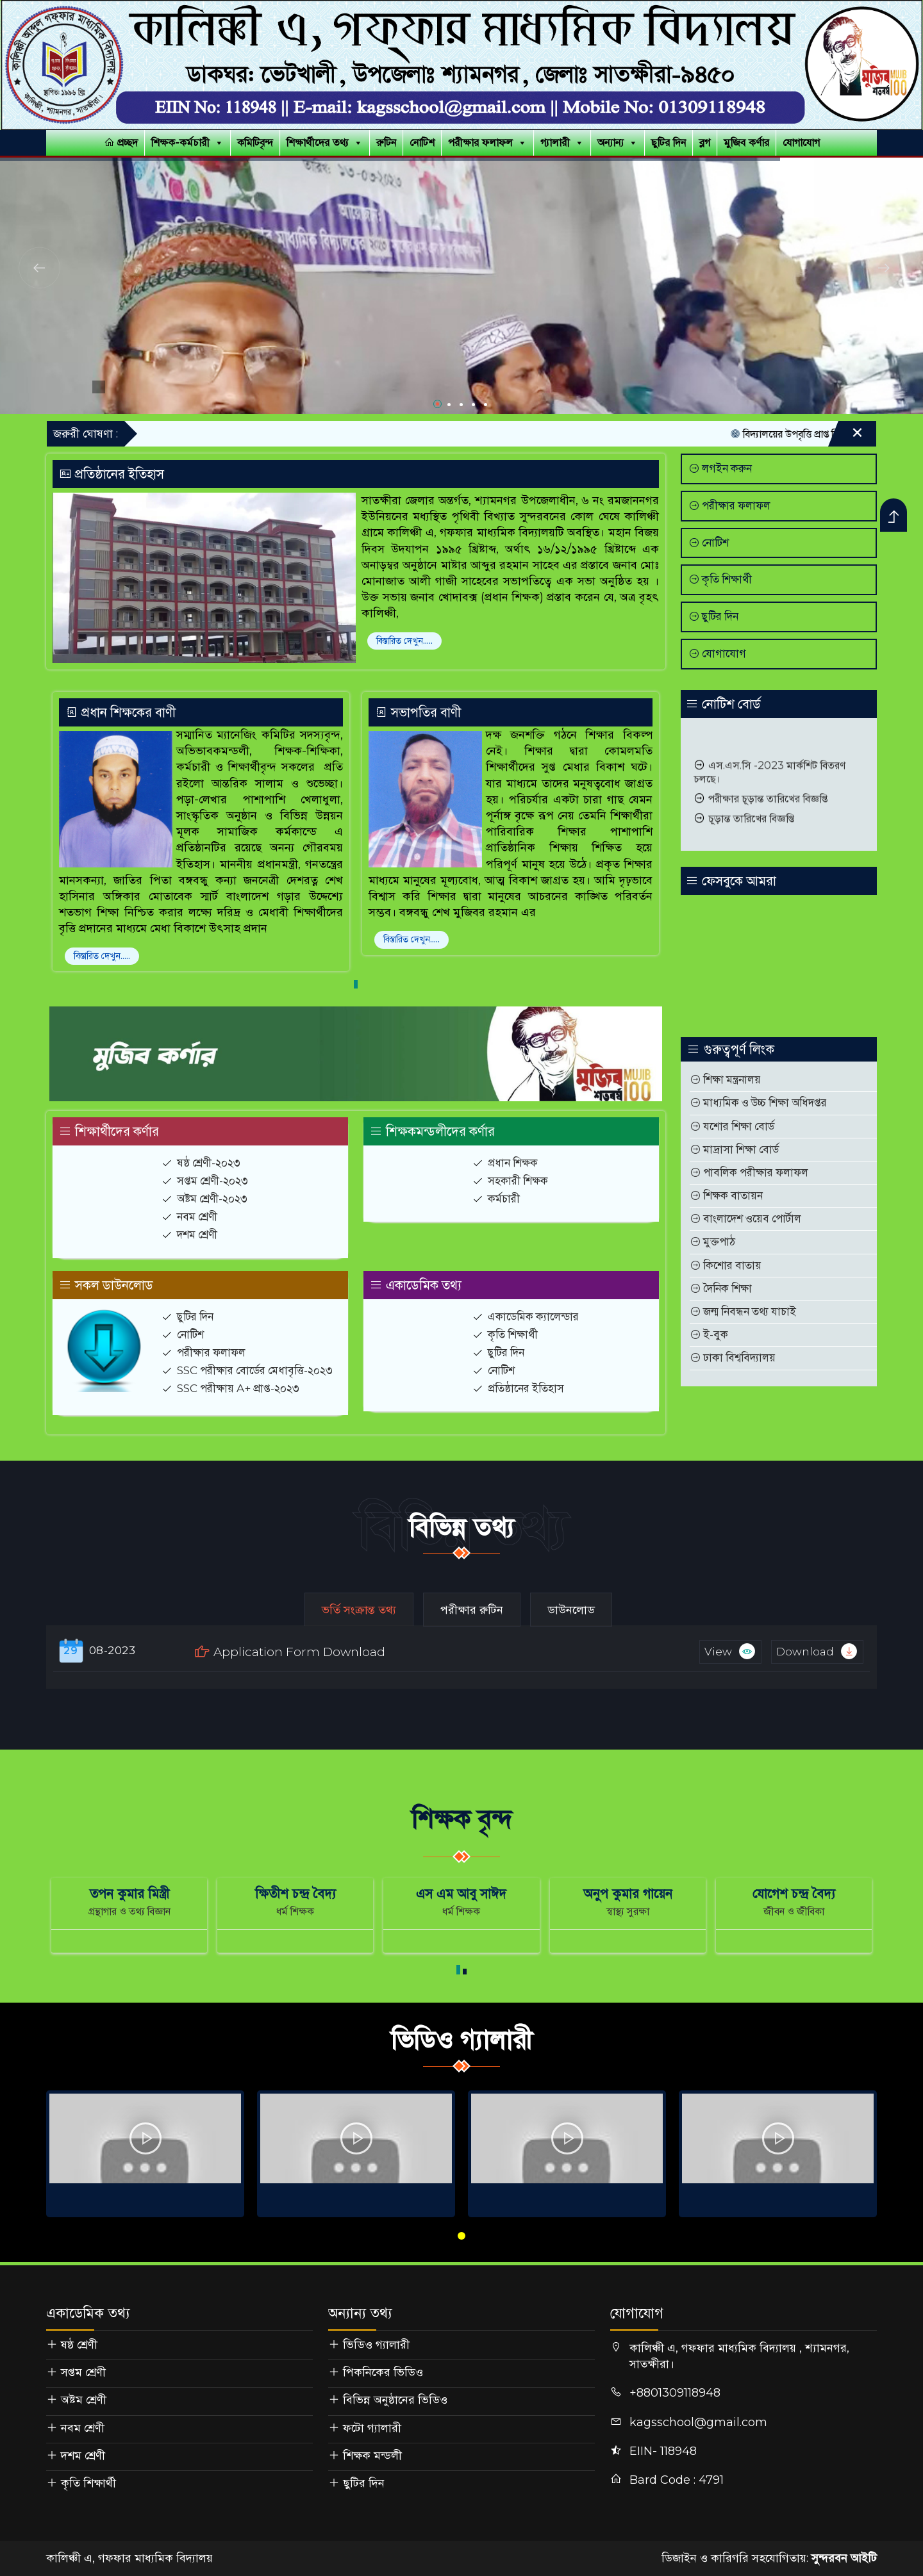 কালিঞ্চী এ, গফ্ফার মাধ্যমিক বিদ্যালয়
ডাকঘর: ভেটখালী , উপজেলাঃ শ্যামনগর , জেলাঃ সাতক্ষীরা-৯৪৫০
EIIN No: 118948 || E-mail: kagsschool@gmail.com || Mobile No: 01309118948
মুজিব শতবর্ষ
প্রচ্ছদ শিক্ষক-কর্মচারী কমিটিবৃন্দ শিক্ষার্থীদের তথ্য রুটিন নোটিশ পরীক্ষার ফলাফল গ্যালারী অন্যান্য ছুটির দিন ব্লগ মুজিব কর্ণার যোগাযোগ
জরুরী ঘোষণা :
বিদ্যালয়ের উপবৃত্তি প্রাপ্ত
প্রতিষ্ঠানের ইতিহাস
সাতক্ষীরা জেলার অন্তর্গত, শ্যামনগর উপজেলাধীন, ৬ নং রমজাননগর
ইউনিয়নের মধ্যস্থিত পৃথিবী বিখ্যাত সুন্দরবনের কোল ঘেষে কালিঞ্চী
গ্রামে কালিঞ্চী এ, গফফার মাধ্যমিক বিদ্যালয়টি অবস্থিত। মহান বিজয়
দিবস উদযাপন ১৯৯৫ খ্রিষ্টাব্দ, অর্থাৎ ১৬/১২/১৯৯৫ খ্রিষ্টাব্দে এক
অনাড়ম্বর অনুষ্ঠানে মাষ্টার আব্দুর রহমান সাহেব এর প্রস্তাবে জনাব মোঃ
মোনাজাত আলী গাজী সাহেবের সভাপতিত্বে এক সভা অনুষ্ঠিত হয় ।
উক্ত সভায় জনাব খোদাবক্স (প্রধান শিক্ষক) প্রস্তাব করেন যে, অত্র বৃহৎ
কালিঞ্চী,
বিস্তারিত দেখুন.....
লগইন করুন
পরীক্ষার ফলাফল
নোটিশ
কৃতি শিক্ষার্থী
ছুটির দিন
যোগাযোগ
প্রধান শিক্ষকের বাণী
সম্মানিত ম্যানেজিং কমিটির সদস্যবৃন্দ,
অভিভাবকমন্ডলী, শিক্ষক-শিক্ষিকা,
কর্মচারী ও শিক্ষার্থীবৃন্দ সকলের প্রতি
রইলো আন্তরিক সালাম ও শুভেচ্ছা।
পড়া-লেখার পাশাপাশি খেলাধুলা,
সাংস্কৃতিক অনুষ্ঠান ও বিভিন্ন উন্নয়ন
মূলক সামাজিক কর্মকান্ডে এ
প্রতিষ্ঠানটির রয়েছে অনন্য গৌরবময়
ইতিহাস। মাননীয় প্রধানমন্ত্রী, গনতন্ত্রের
মানসকন্যা, জাতির পিতা বঙ্গবন্ধু কন্যা জননেত্রী দেশরত্ন শেখ
হাসিনার অঙ্গিকার মোতাবেক স্মার্ট বাংলাদেশ গড়ার উদ্দেশ্যে
শতভাগ শিক্ষা নিশ্চিত করার লক্ষ্যে দরিদ্র ও মেধাবী শিক্ষার্থীদের
বৃত্তি প্রদানের মাধ্যমে মেধা বিকাশে উৎসাহ প্রদান
বিস্তারিত দেখুন.....
সভাপতির বাণী
দক্ষ জনশক্তি গঠনে শিক্ষার বিকল্প
নেই। শিক্ষার দ্বারা কোমলমতি
শিক্ষার্থীদের সুপ্ত মেধার বিকাশ ঘটে।
যার মাধ্যমে তাদের মনুষত্ববোধ জাগ্রত
হয়। পরিচর্যার একটা চারা গাছ যেমন
পূর্নাঙ্গ বৃক্ষে রূপ নেয় তেমনি শিক্ষার্থীরা
পারিবারিক শিক্ষার পাশাপাশি
প্রাতিষ্ঠানিক শিক্ষায় শিক্ষিত হয়ে
পরিপূর্ণ মানুষ হয়ে উঠে। প্রকৃত শিক্ষার
মাধ্যমে মানুষের মূল্যবোধ, আত্ম বিকাশ জাগ্রত হয়। আমি দৃঢ়ভাবে
বিশ্বাস করি শিক্ষার দ্বারা মানুষের আচরনের কাঙ্খিত পরিবর্তন
সম্ভব। বঙ্গবন্ধু শেখ মুজিবর রহমান এর
বিস্তারিত দেখুন.....
নোটিশ বোর্ড
এস.এস.সি -2023 মার্কশিট বিতরণ
চলছে।
পরীক্ষার চূড়ান্ত তারিখের বিজ্ঞপ্তি
চূড়ান্ত তারিখের বিজ্ঞপ্তি
ফেসবুকে আমরা
মুজিব কর্ণার
মুজিব শতবর্ষ MUJIB 100
গুরুত্বপূর্ণ লিংক
শিক্ষা মন্ত্রনালয়
মাধ্যমিক ও উচ্চ শিক্ষা অধিদপ্তর
যশোর শিক্ষা বোর্ড
মাদ্রাসা শিক্ষা বোর্ড
পাবলিক পরীক্ষার ফলাফল
শিক্ষক বাতায়ন
বাংলাদেশ ওয়েব পোর্টাল
মুক্তপাঠ
কিশোর বাতায়
দৈনিক শিক্ষা
জন্ম নিবন্ধন তথ্য যাচাই
ই-বুক
ঢাকা বিশ্ববিদ্যালয়
শিক্ষার্থীদের কর্ণার
ষষ্ঠ শ্রেণী-২০২৩
সপ্তম শ্রেণী-২০২৩
অষ্টম শ্রেণী-২০২৩
নবম শ্রেণী
দশম শ্রেণী
শিক্ষকমন্ডলীদের কর্ণার
প্রধান শিক্ষক
সহকারী শিক্ষক
কর্মচারী
সকল ডাউনলোড
ছুটির দিন
নোটিশ
পরীক্ষার ফলাফল
SSC পরীক্ষার বোর্ডের মেধাবৃত্তি-২০২৩
SSC পরীক্ষায় A+ প্রাপ্ত-২০২৩
একাডেমিক তথ্য
একাডেমিক ক্যালেন্ডার
কৃতি শিক্ষার্থী
ছুটির দিন
নোটিশ
প্রতিষ্ঠানের ইতিহাস
বিভিন্ন তথ্য
ভর্তি সংক্রান্ত তথ্য পরীক্ষার রুটিন ডাউনলোড
29 08-2023 Application Form Download View Download
শিক্ষক বৃন্দ
তপন কুমার মিস্ত্রী
গ্রন্থাগার ও তথ্য বিজ্ঞান
ক্ষিতীশ চন্দ্র বৈদ্য
ধর্ম শিক্ষক
এস এম আবু সাঈদ
ধর্ম শিক্ষক
অনুপ কুমার গায়েন
স্বাস্থ্য সুরক্ষা
যোগেশ চন্দ্র বৈদ্য
জীবন ও জীবিকা
ভিডিও গ্যালারী
একাডেমিক তথ্য
ষষ্ঠ শ্রেণী
সপ্তম শ্রেণী
অষ্টম শ্রেণী
নবম শ্রেণী
দশম শ্রেণী
কৃতি শিক্ষার্থী
অন্যান্য তথ্য
ভিডিও গ্যালারী
পিকনিকের ভিডিও
বিভিন্ন অনুষ্ঠানের ভিডিও
ফটো গ্যালারী
শিক্ষক মন্ডলী
ছুটির দিন
যোগাযোগ
কালিঞ্চী এ, গফফার মাধ্যমিক বিদ্যালয় , শ্যামনগর,
সাতক্ষীরা।
+8801309118948
kagsschool@gmail.com
EIIN- 118948
Bard Code : 4791
কালিঞ্চী এ, গফফার মাধ্যমিক বিদ্যালয়
ডিজাইন ও কারিগরি সহযোগিতায়: সুন্দরবন আইটি